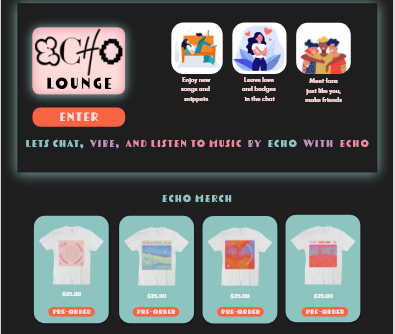 ECHO
LOUNGE
ENTER
Enjoy new
songs and
snippets
Leave love
and badges
in the chat
Meet fans
just like you,
make friends
LETS CHAT, VIBE, AND LISTEN TO MUSIC BY ECHO WITH ECHO
ECHO MERCH
$25.00
PRE-ORDER
$25.00
PRE-ORDER
$25.00
PRE-ORDER
$25.00
PRE-ORDER